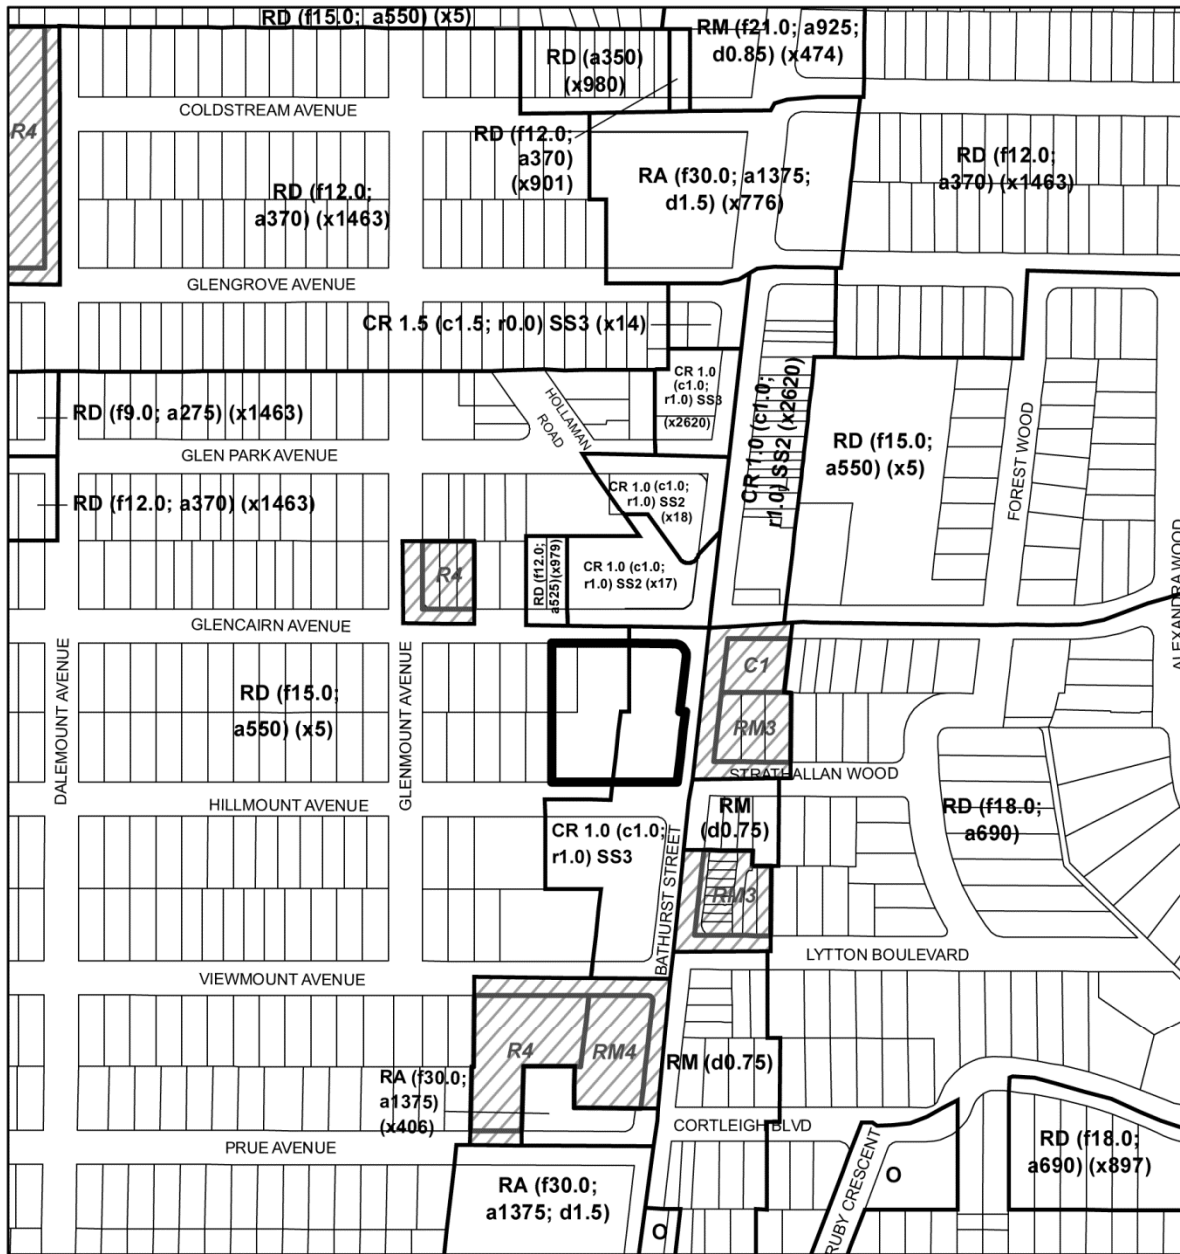 RD (f15.0; a550) (x5)
RM (f21.0; a925;
d0.85) (x474)
RD (a350)
(x980)
COLDSTREAM AVENUE
R4
RD (f12.0;
a370)
(x901)
RD (f12.0;
a370) (x1463)
RA (f30.0; a1375;
d1.5) (x776)
RD (f12.0;
a370) (x1463)
GLENGROVE AVENUE
CR 1.5 (c1.5; r0.0) SS3 (x14)
CR 1.0
(c1.0;
r1.0) SS3
(x2620)
CR 1.0 (c1.0;
r1.0) SS2 (x2620)
HOLLAMAN
ROAD
RD (f9.0; a275) (x1463)
GLEN PARK AVENUE
RD (f15.0;
a550) (x5)
FOREST WOOD
RD (f12.0; a370) (x1463)
CR 1.0 (c1.0;
r1.0) SS2
(x18)
R4
RD (f12.0;
a525)(x979)
CR 1.0 (c1.0;
r1.0) SS2 (x17)
ALEXANDRA WOOD
GLENCAIRN AVENUE
DALEMOUNT AVENUE
GLENMOUNT AVENUE
RD (f15.0;
a550) (x5)
C1
RM3
STRATHALLAN WOOD
HILLMOUNT AVENUE
RM
(d0.75)
RD (f18.0;
a690)
CR 1.0 (c1.0;
r1.0) SS3
BATHURST STREET
RM3
LYTTON BOULEVARD
VIEWMOUNT AVENUE
R4
RM4
RM (d0.75)
RA (f30.0;
a1375)
(x406)
CORTLEIGH BLVD
PRUE AVENUE
RD (f18.0;
a690) (x897)
RA (f30.0;
a1375; d1.5)
O
RUBY CRESCENT
O